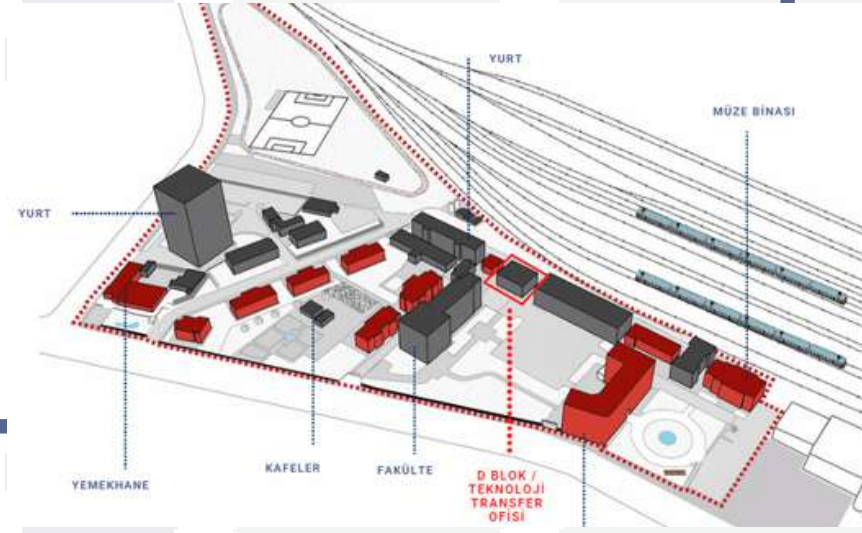 YURT
MÜZE BİNASI
YURT
YEMEKHANE
KAFELER
FAKÜLTE
D BLOK /
TEKNOLOJİ
TRANSFER
OFİSİ